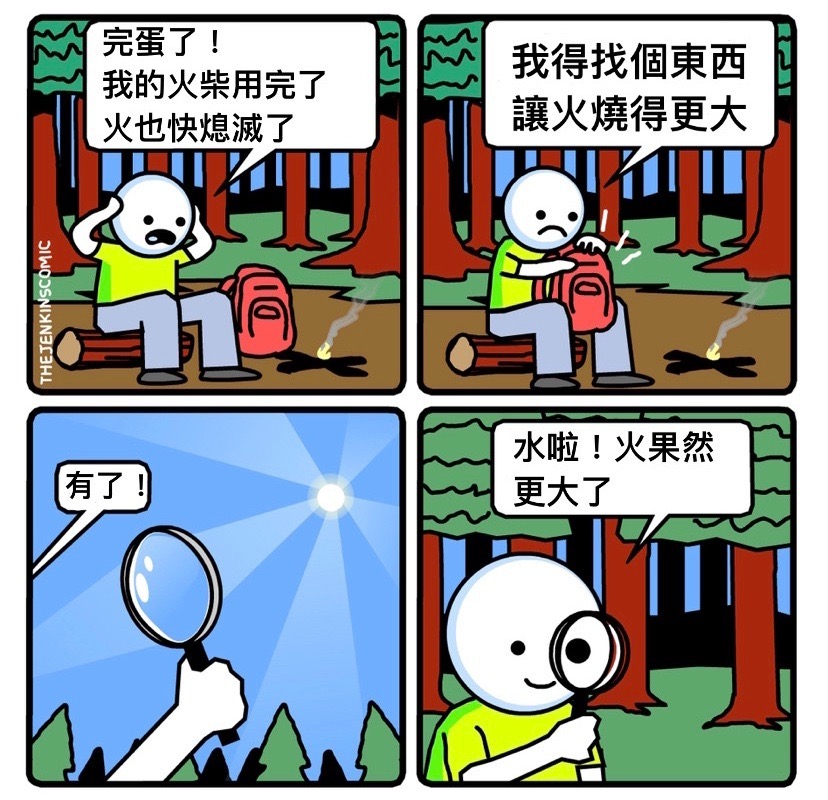 完蛋了！
我的火柴用完了
火也快熄滅了
THEJENKINSCOMIC
我得找個東西
讓火燒得更大
有了！
水啦！火果然
更大了